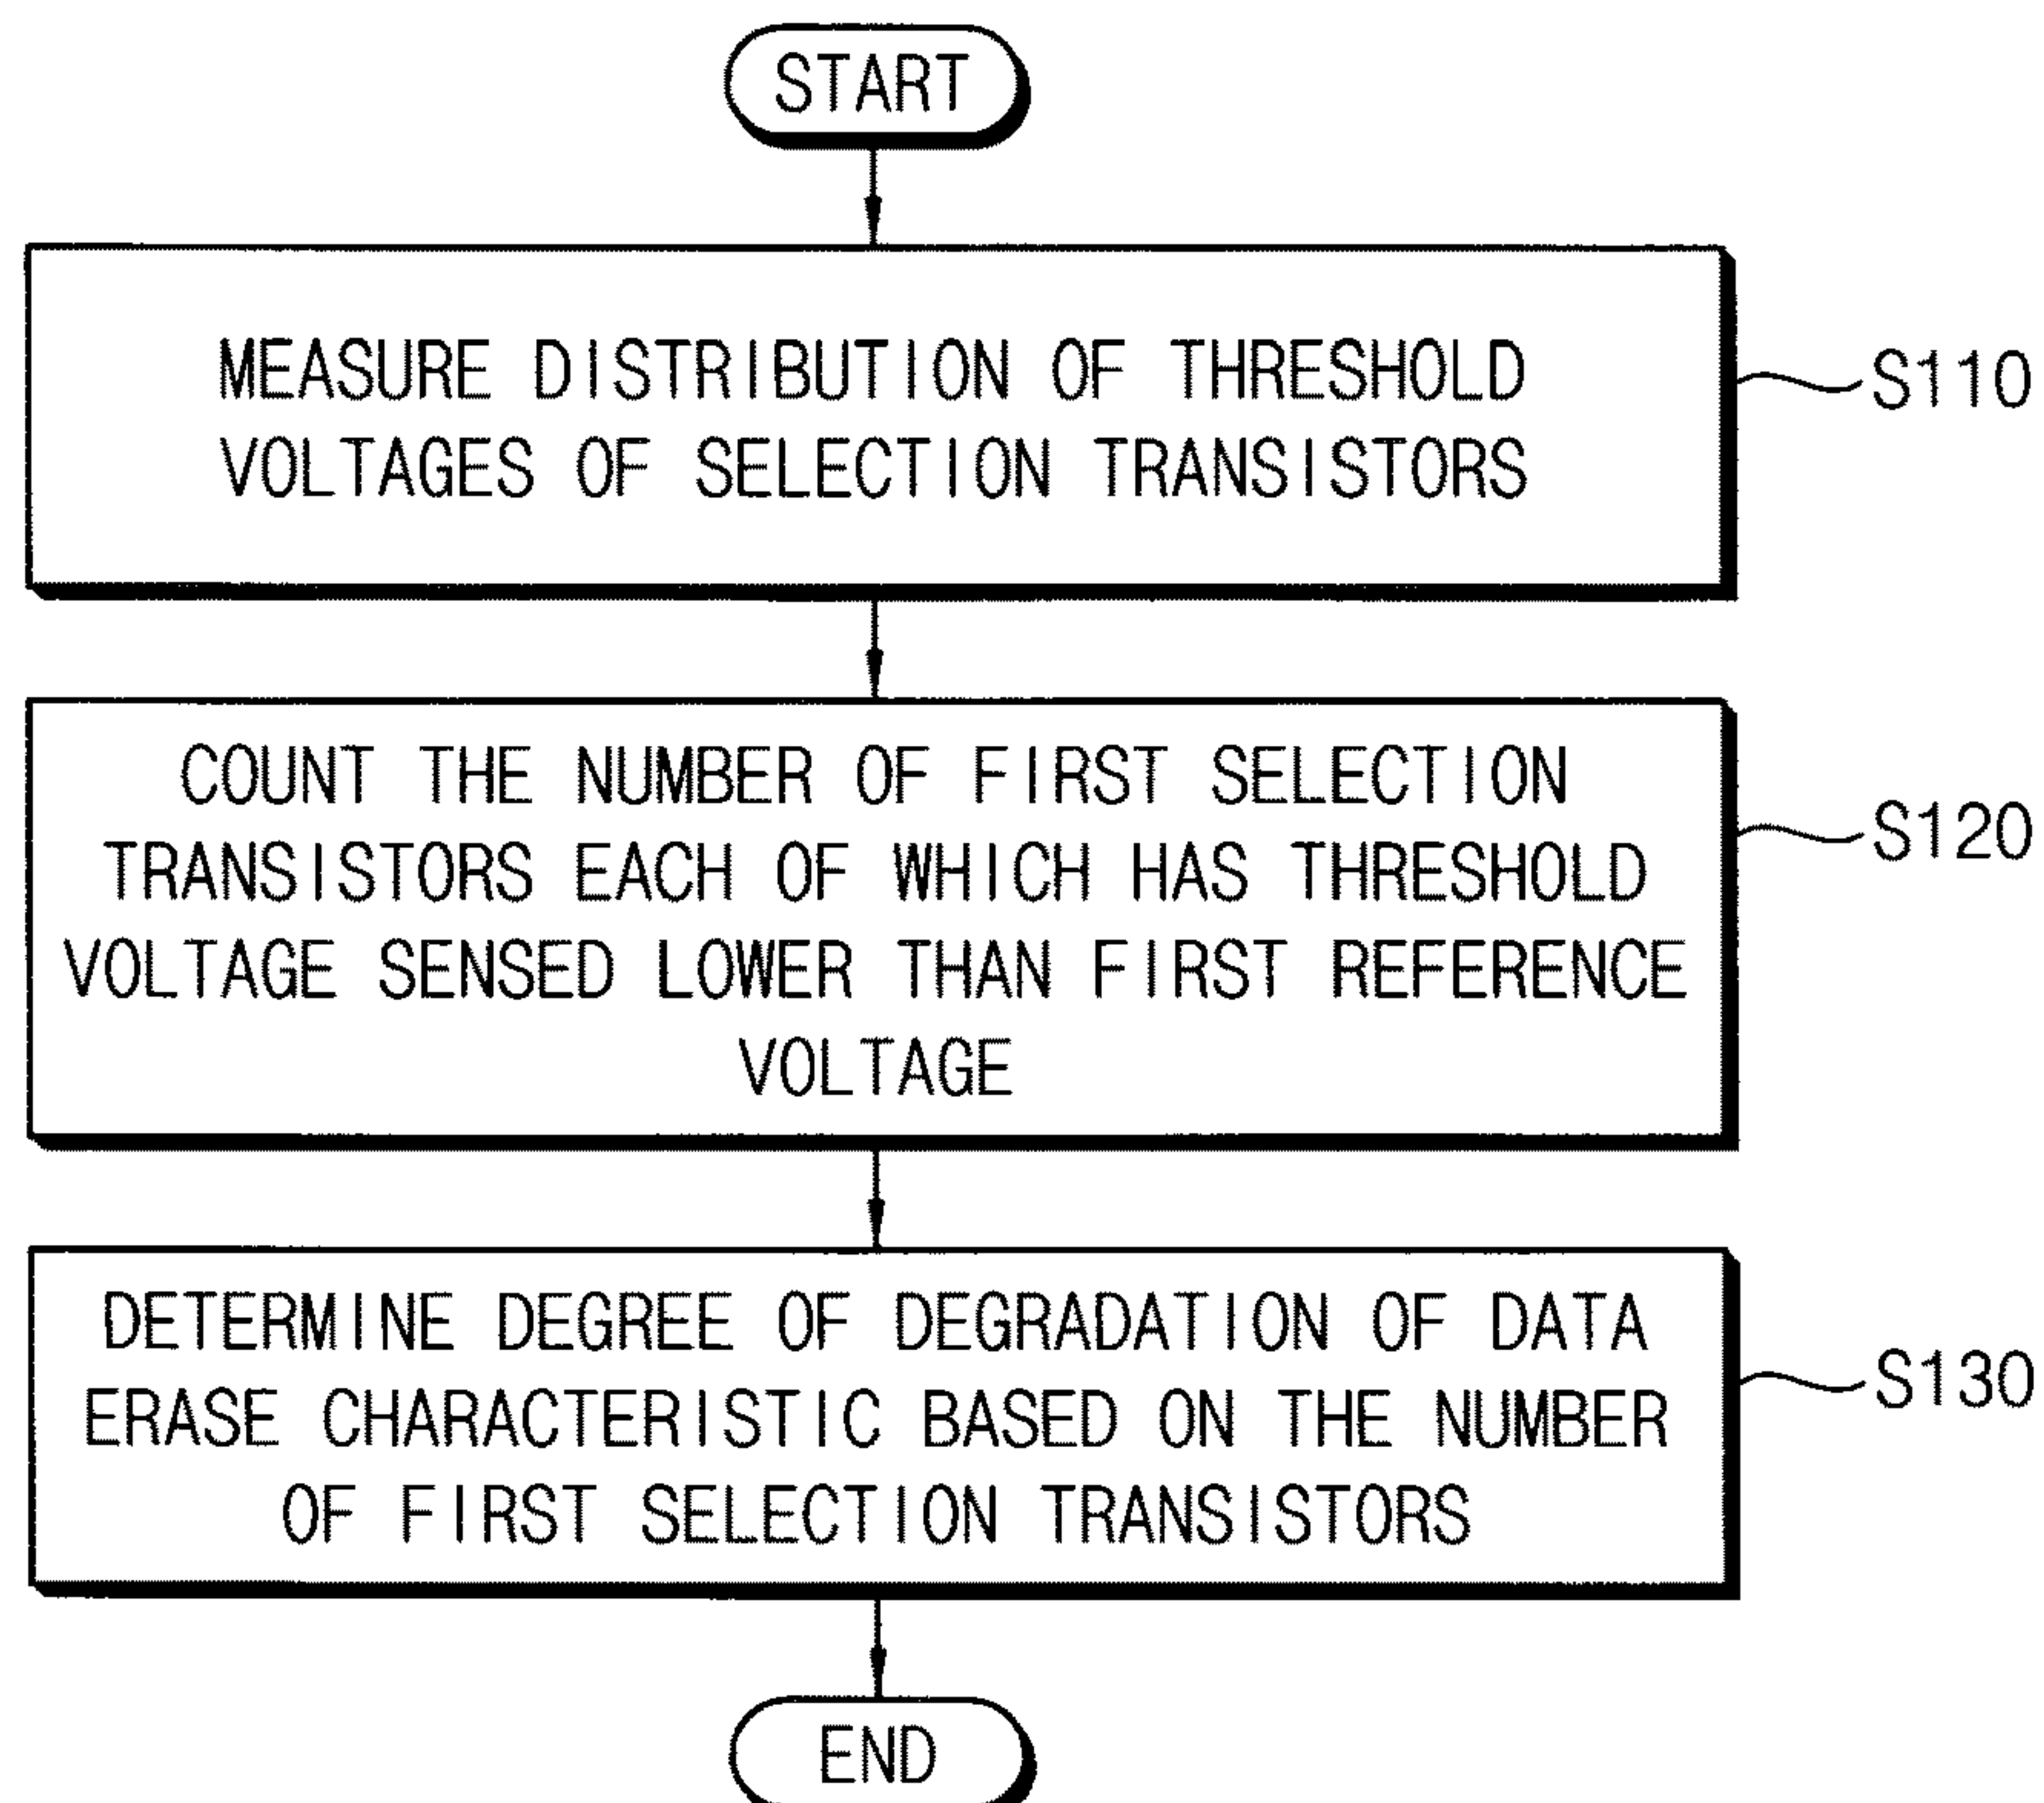 START
MEASURE DISTRIBUTION OF THRESHOLD
VOLTAGES OF SELECTION TRANSISTORS
S110
COUNT THE NUMBER OF FIRST SELECTION
TRANSISTORS EACH OF WHICH HAS THRESHOLD
VOLTAGE SENSED LOWER THAN FIRST REFERENCE
VOLTAGE
S120
DETERMINE DEGREE OF DEGRADATION OF DATA
ERASE CHARACTERISTIC BASED ON THE NUMBER
OF FIRST SELECTION TRANSISTORS
S130
END